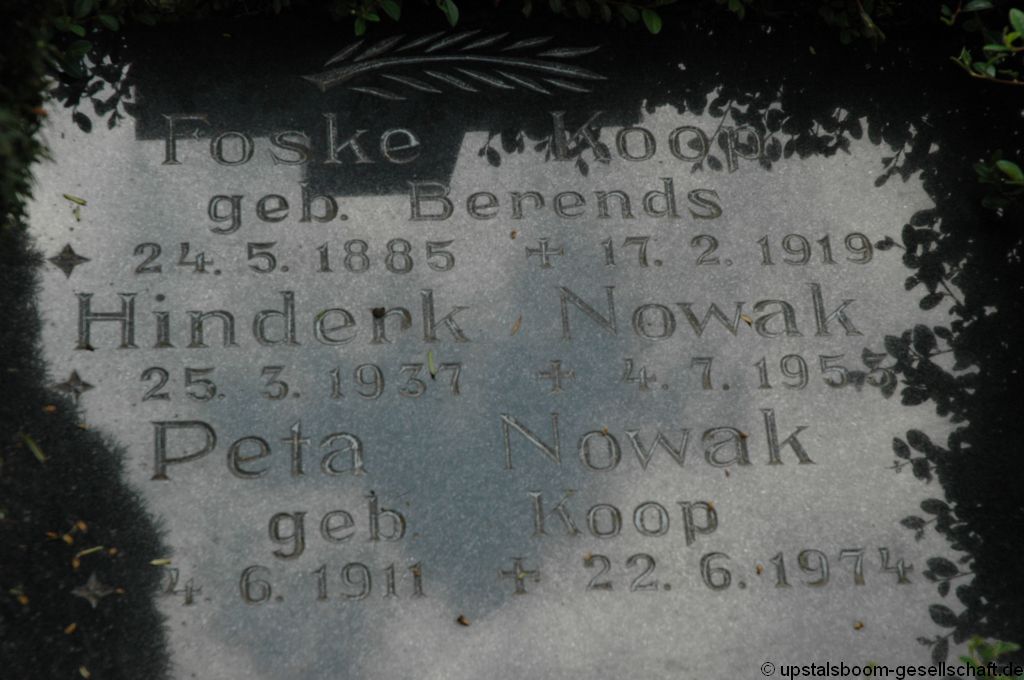 Foske Koop
geb. Berends
24. 5. 1885 + 17. 2. 1919
Hinderk Nowak
25. 3. 1937 + 4. 7. 1953
Peta Nowak
geb. Koop
4. 6. 1911 + 22. 6. 1974
© upstalsboom-gesellschaft.de